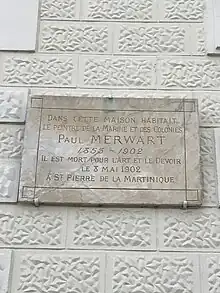 DANS CETTE MAISON HABITAIT
LE PEINTRE DE LA MARINE ET DES COLONIES
PAUL MERWART
1855 - 1902
IL EST MORT POUR L'ART ET LE DEVOIR
LE 8 MAI 1902
A ST PIERRE DE LA MARTINIQUE